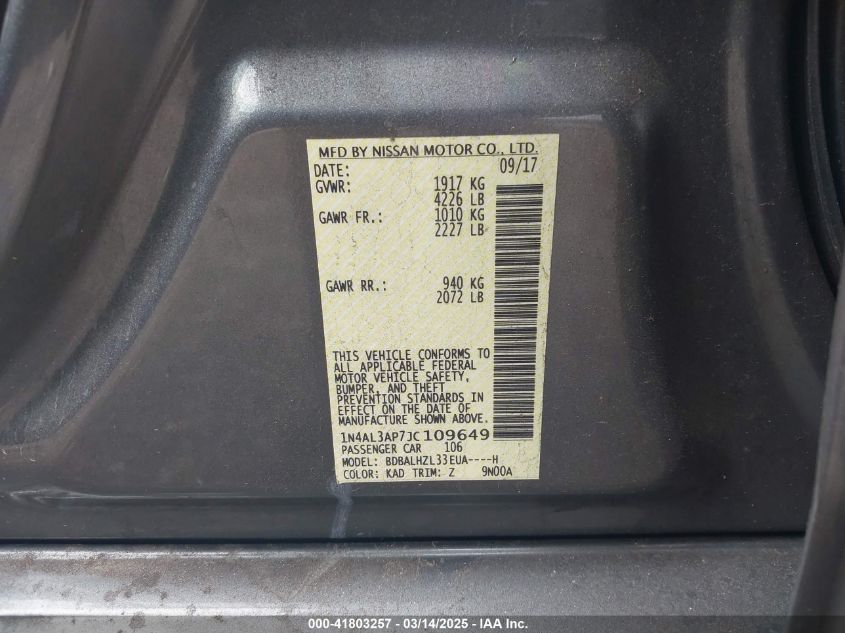 MFD BY NISSAN MOTOR CO., LTD.
DATE: 09/17
GVWR: 1917 KG
4226 LB
GAWR FR.: 1010 KG
2227 LB
GAWR RR.: 940 KG
2072 LB
THIS VEHICLE CONFORMS TO
ALL APPLICABLE FEDERAL
MOTOR VEHICLE SAFETY,
BUMPER, AND THEFT
PREVENTION STANDARDS IN
EFFECT ON THE DATE OF
MANUFACTURE SHOWN ABOVE.
1N4AL3AP7JC109649
PASSENGER CAR 106
MODEL: BDBALHZL33EUA----H
COLOR: KAD TRIM: Z 9N00A
000-41803257 - 03/14/2025 - IAAI.com